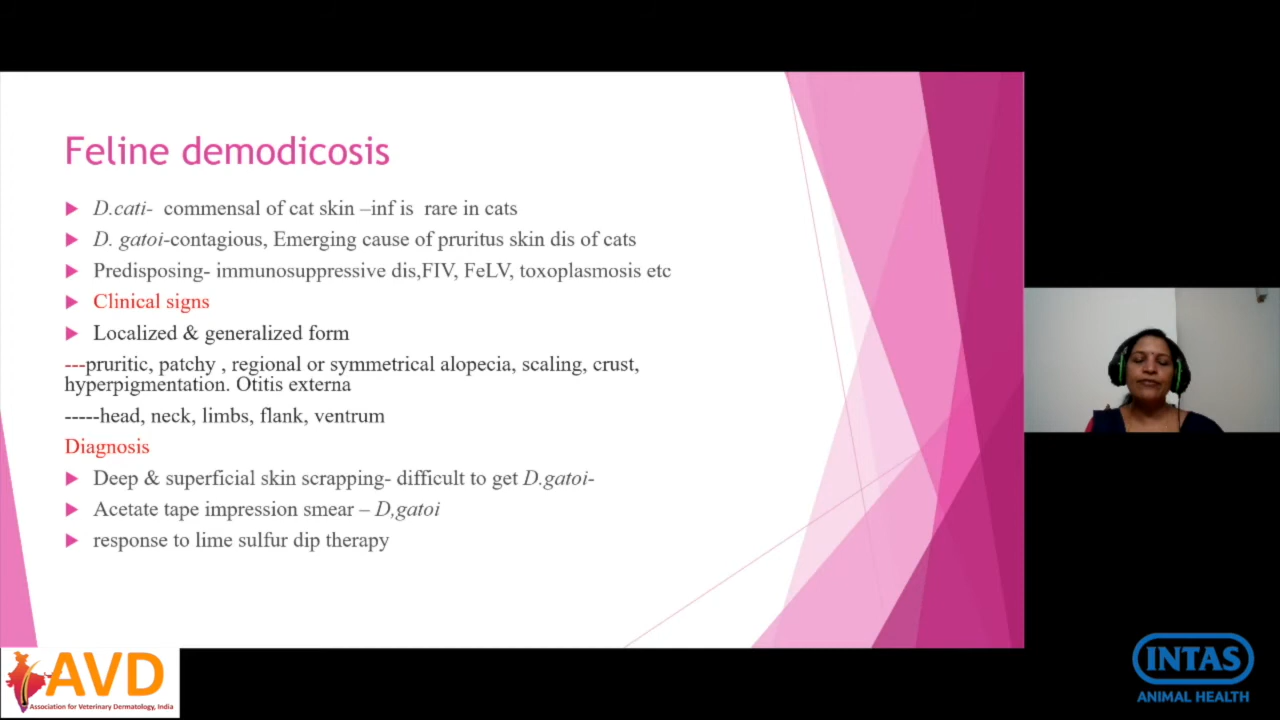 Feline demodicosis
D.cati- commensal of cat skin –inf is rare in cats
D. gatoi-contagious, Emerging cause of pruritus skin dis of cats
Predisposing- immunosuppressive dis,FIV, FeLV, toxoplasmosis etc
Clinical signs
Localized & generalized form
---pruritic, patchy , regional or symmetrical alopecia, scaling, crust,
hyperpigmentation. Otitis externa
-----head, neck, limbs, flank, ventrum
Diagnosis
Deep & superficial skin scrapping- difficult to get D.gatoi-
Acetate tape impression smear – D,gatoi
response to lime sulfur dip therapy
AVD
Association for Veterinary Dermatology, India
INTAS
ANIMAL HEALTH